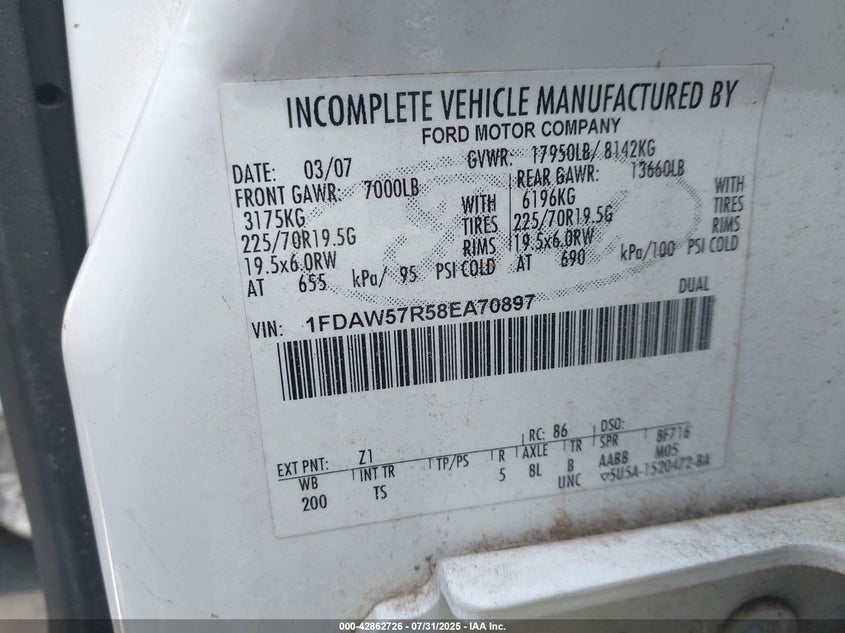 INCOMPLETE VEHICLE MANUFACTURED BY
FORD MOTOR COMPANY
DATE: 03/07 GVWR: 17950LB/ 8142KG
FRONT GAWR: 7000LB REAR GAWR: 13660LB
3175KG WITH 6196KG WITH
225/70R19.5G TIRES 225/70R19.5G TIRES
19.5x6.0RW RIMS 19.5x6.0RW RIMS
AT 655 kPa/ 95 PSI COLD AT 690 kPa/100 PSI COLD
VIN: 1FDAW57R58EA70897 DUAL
EXT PNT: Z1 RC: 86 DSO: 8F716
WB INT TR TP/PS R AXLE TR SPR M05
200 TS 5 8L B AABB
UNC 5U5A-1520472-BA
000-42862726 - 07/31/2025 - IAA Inc.